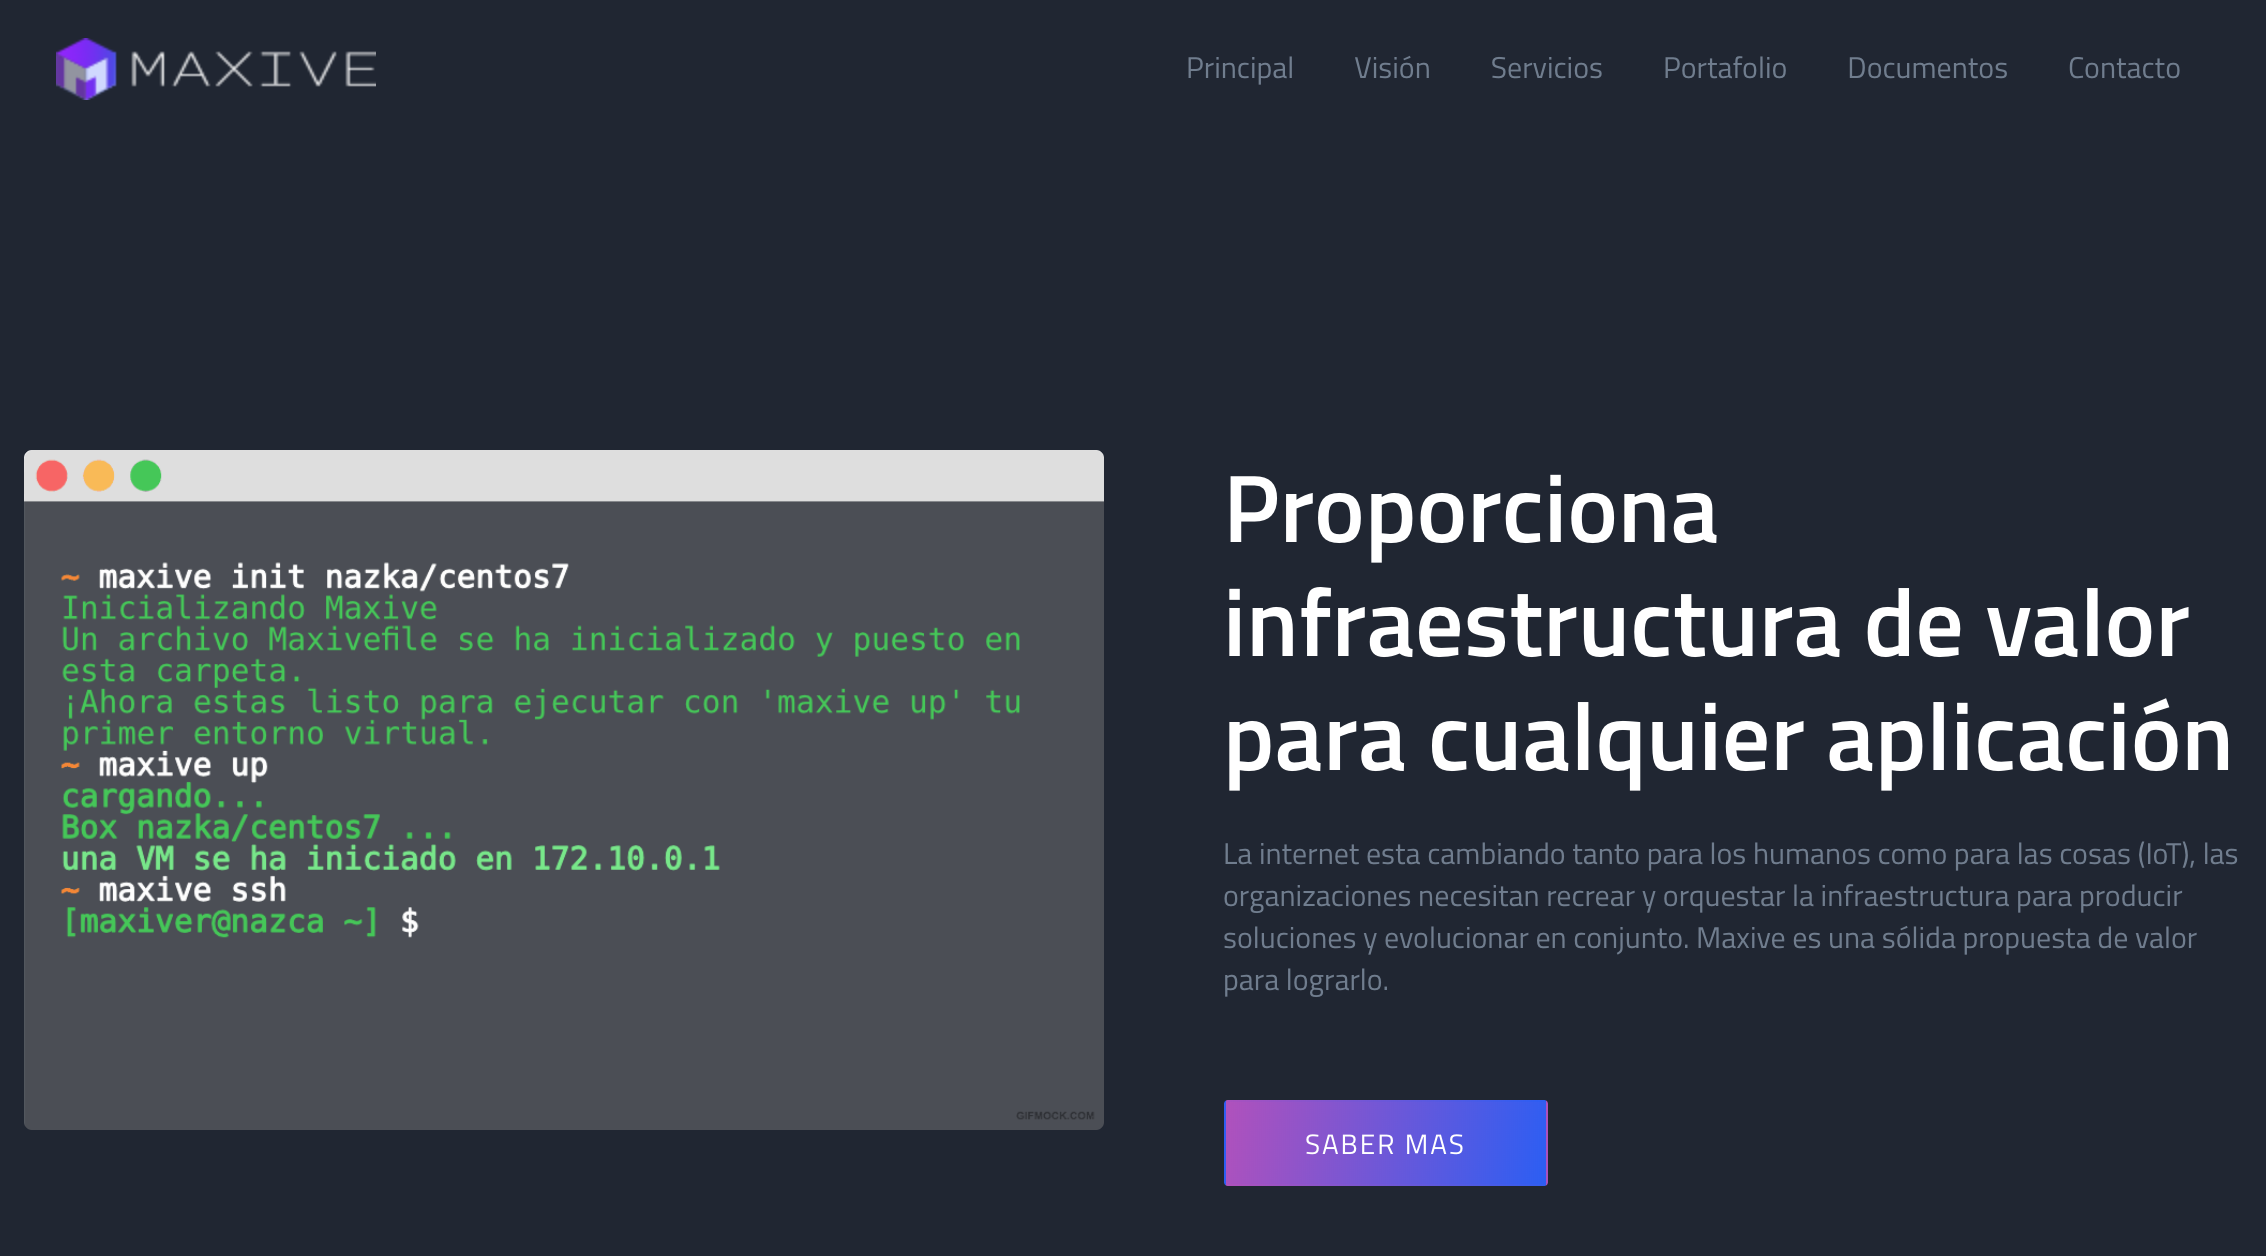 MAXIVE
Principal Visión Servicios Portafolio Documentos Contacto
~ maxive init nazka/centos7
Inicializando Maxive
Un archivo Maxivefile se ha inicializado y puesto en
esta carpeta.
¡Ahora estas listo para ejecutar con 'maxive up' tu
primer entorno virtual.
~ maxive up
cargando...
Box nazka/centos7 ...
una VM se ha iniciado en 172.10.0.1
~ maxive ssh
[maxiver@nazca ~] $
GIFMOCK.COM
Proporciona
infraestructura de valor
para cualquier aplicación
La internet esta cambiando tanto para los humanos como para las cosas (IoT), las
organizaciones necesitan recrear y orquestar la infraestructura para producir
soluciones y evolucionar en conjunto. Maxive es una sólida propuesta de valor
para lograrlo.
SABER MAS